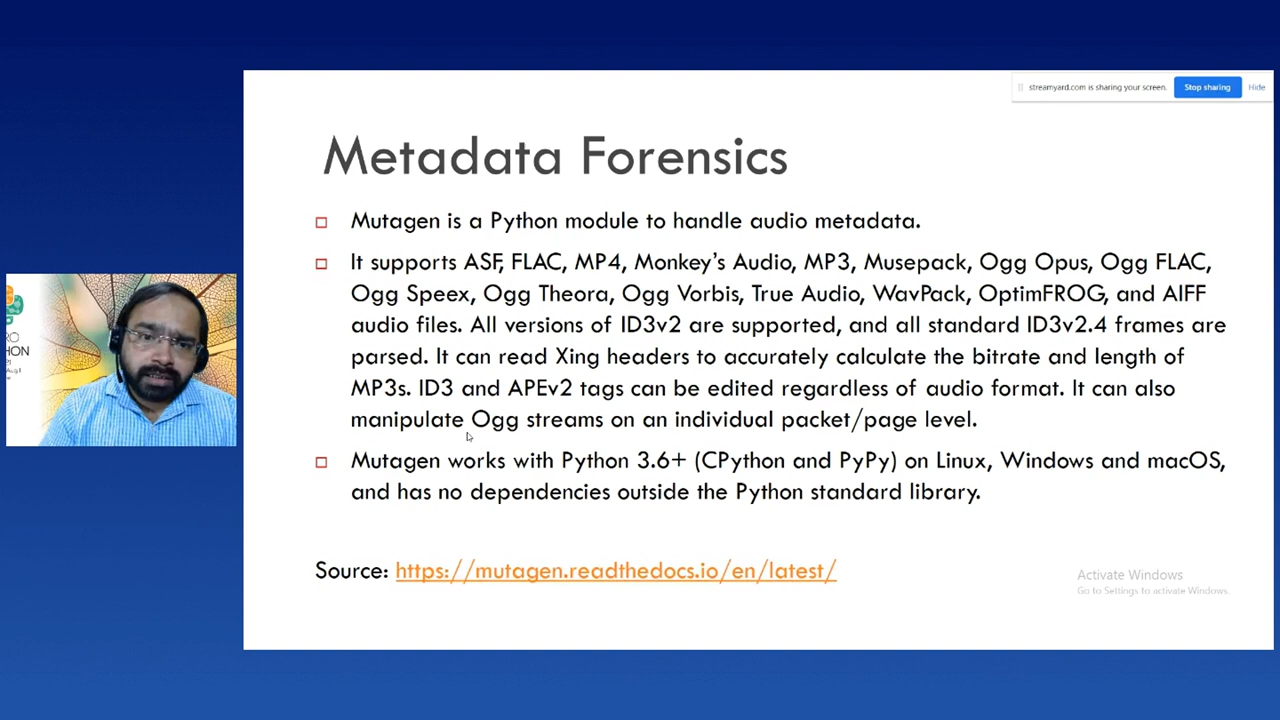 streamyard.com is sharing your screen. Stop sharing Hide
Metadata Forensics
Mutagen is a Python module to handle audio metadata.
It supports ASF, FLAC, MP4, Monkey's Audio, MP3, Musepack, Ogg Opus, Ogg FLAC,
Ogg Speex, Ogg Theora, Ogg Vorbis, True Audio, WavPack, OptimFROG, and AIFF
audio files. All versions of ID3v2 are supported, and all standard ID3v2.4 frames are
parsed. It can read Xing headers to accurately calculate the bitrate and length of
MP3s. ID3 and APEv2 tags can be edited regardless of audio format. It can also
manipulate Ogg streams on an individual packet/page level.
Mutagen works with Python 3.6+ (CPython and PyPy) on Linux, Windows and macOS,
and has no dependencies outside the Python standard library.
Source: https://mutagen.readthedocs.io/en/latest/
Activate Windows
Go to Settings to activate Windows.